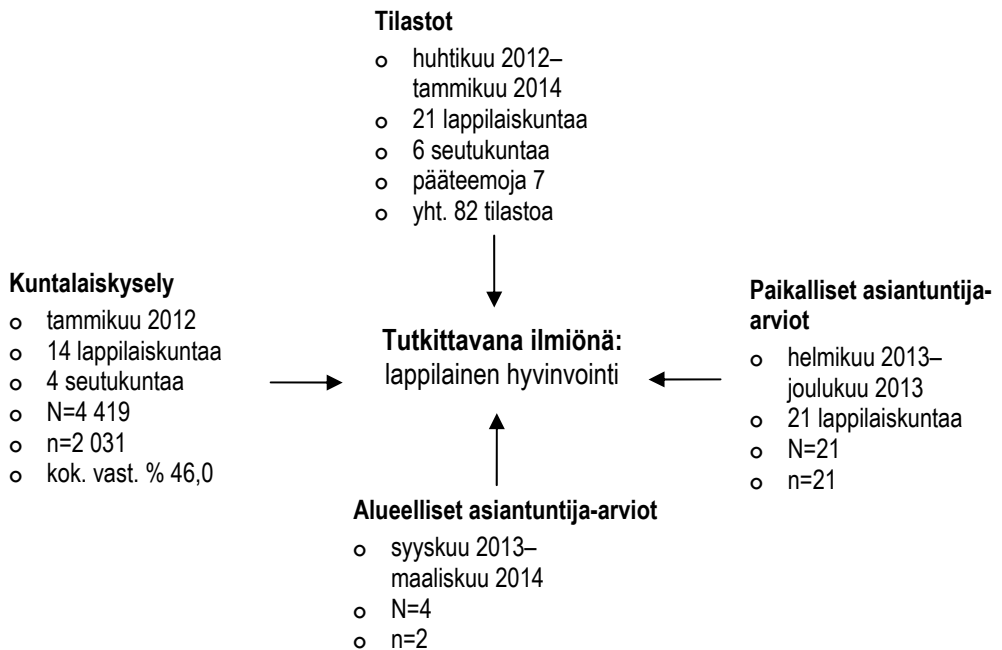 Tilastot
o huhtikuu 2012–
tammikuu 2014
o 21 lappilaiskuntaa
o 6 seutukuntaa
o pääteemoja 7
o yht. 82 tilastoa
Kuntalaiskysely
o tammikuu 2012
o 14 lappilaiskuntaa
o 4 seutukuntaa
o N=4 419
o n=2 031
o kok. vast. % 46,0
Tutkittavana ilmiönä:
lappilainen hyvinvointi
Paikalliset asiantuntija-
arviot
o helmikuu 2013–
joulukuu 2013
o 21 lappilaiskuntaa
o N=21
o n=21
Alueelliset asiantuntija-arviot
o syyskuu 2013–
maaliskuu 2014
o N=4
o n=2